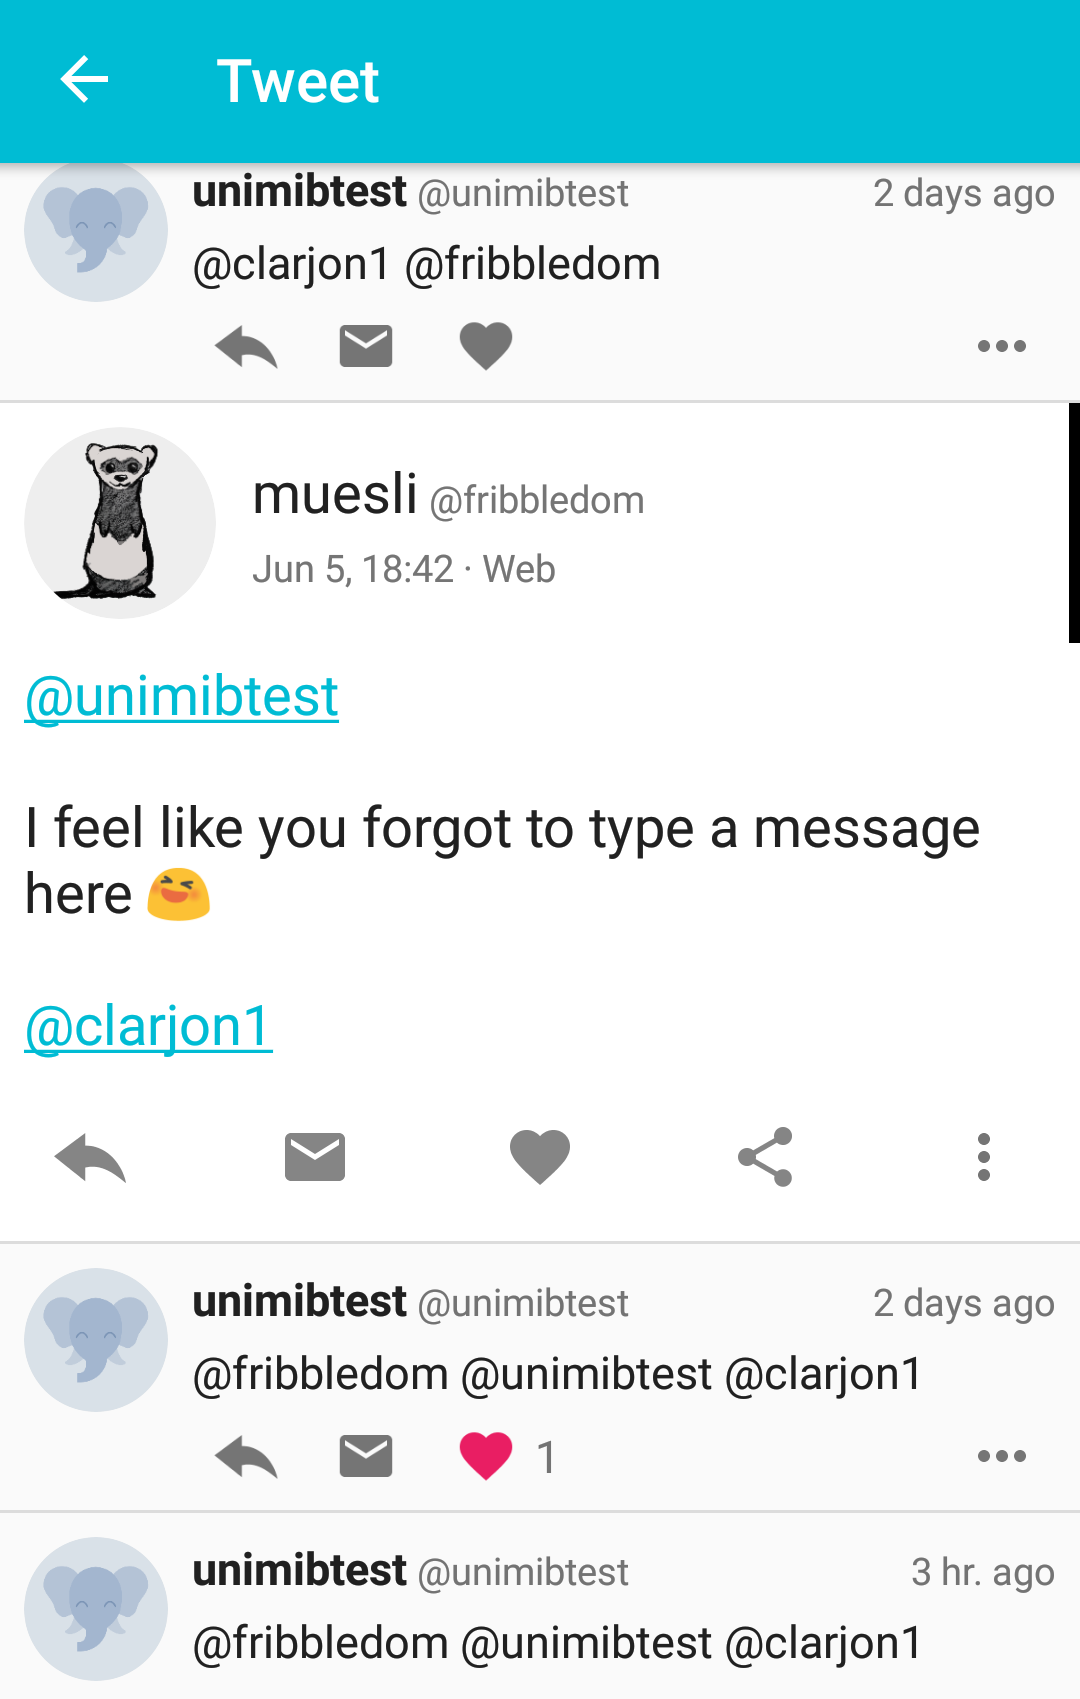 Tweet
unimibtest @unimibtest 2 days ago
@clarjon1 @fribbledom
muesli @fribbledom
Jun 5, 18:42 · Web
@unimibtest
I feel like you forgot to type a message
here 😆
@clarjon1
unimibtest @unimibtest 2 days ago
@fribbledom @unimibtest @clarjon1
1
unimibtest @unimibtest 3 hr. ago
@fribbledom @unimibtest @clarjon1